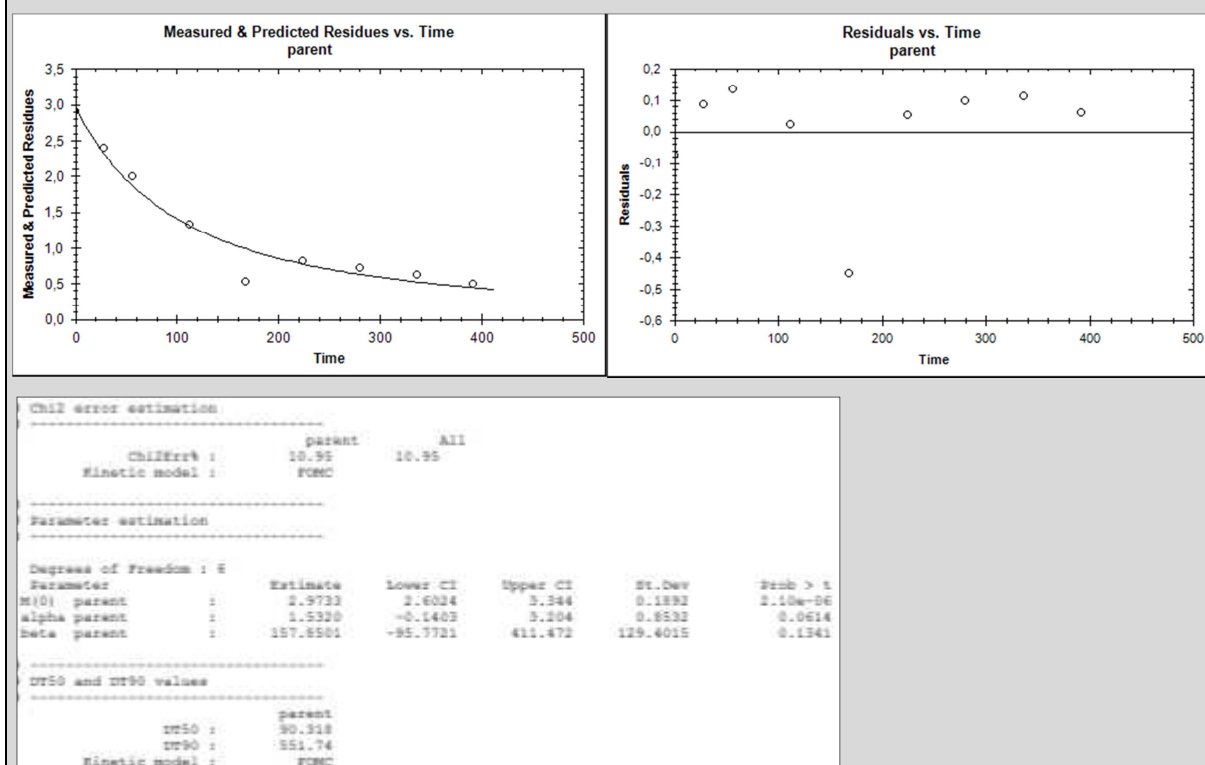 Measured & Predicted Residues vs. Time
parent
Measured & Predicted Residues
3,5
3,0
2,5
2,0
1,5
1,0
0,5
0,0
0 100 200 300 400 500
Time
Residuals vs. Time
parent
Residuals
0,2
0,1
0,0
-0,1
-0,2
-0,3
-0,4
-0,5
-0,6
0 100 200 300 400 500
Time
Chi2 error estimation
parent All
Chi2Err% : 10.95 10.95
Kinetic model : FOMC
Parameter estimation
Degrees of Freedom : 6
Parameter Estimate Lower CI Upper CI St.Dev Prob > t
M(0) parent : 2.9733 2.6024 3.344 0.1892 2.10e-06
alpha parent : 1.5320 -0.1403 3.204 0.8532 0.0614
beta parent : -95.7721 411.472 129.4015 0.1341
DT50 and DT90 values
parent
DT50 : 90.318
DT90 : 551.74
Kinetic model : FOMC